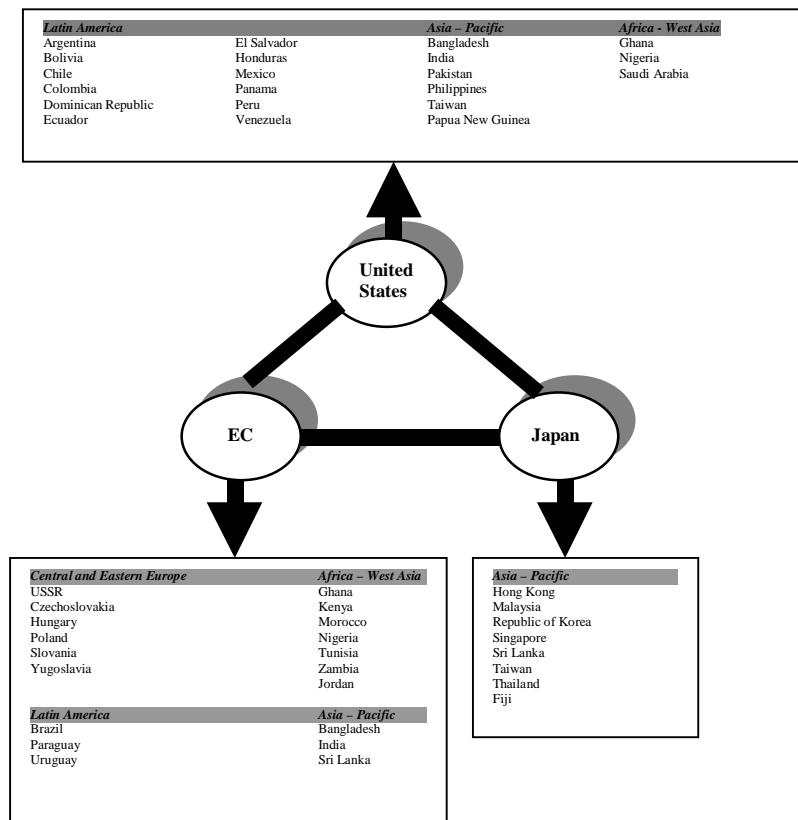 Latin America Asia – Pacific Africa - West Asia
Argentina El Salvador Bangladesh Ghana
Bolivia Honduras India Nigeria
Chile Mexico Pakistan Saudi Arabia
Colombia Panama Philippines
Dominican Republic Peru Taiwan
Ecuador Venezuela Papua New Guinea
United
States
EC
Japan
Central and Eastern Europe Africa – West Asia
USSR Ghana
Czechoslovakia Kenya
Hungary Morocco
Poland Nigeria
Slovania Tunisia
Yugoslavia Zambia
Jordan
Latin America Asia – Pacific
Brazil Bangladesh
Paraguay India
Uruguay Sri Lanka
Asia – Pacific
Hong Kong
Malaysia
Republic of Korea
Singapore
Sri Lanka
Taiwan
Thailand
Fiji